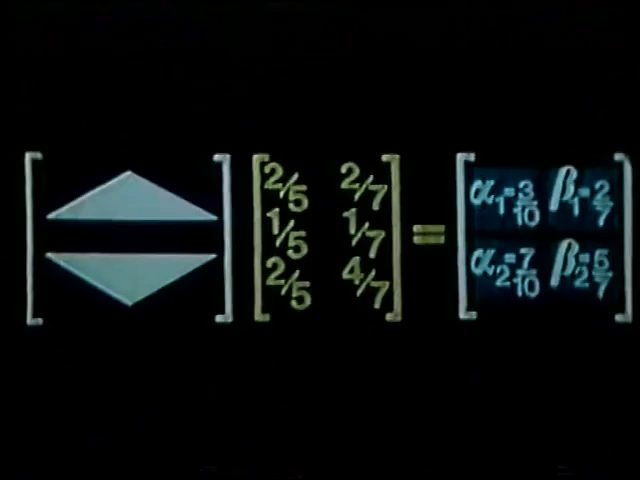 2/5 2/7
1/5 1/7 =
2/5 4/7
α₁=3/10 β₁=2/7
α₂=7/10 β₂=5/7